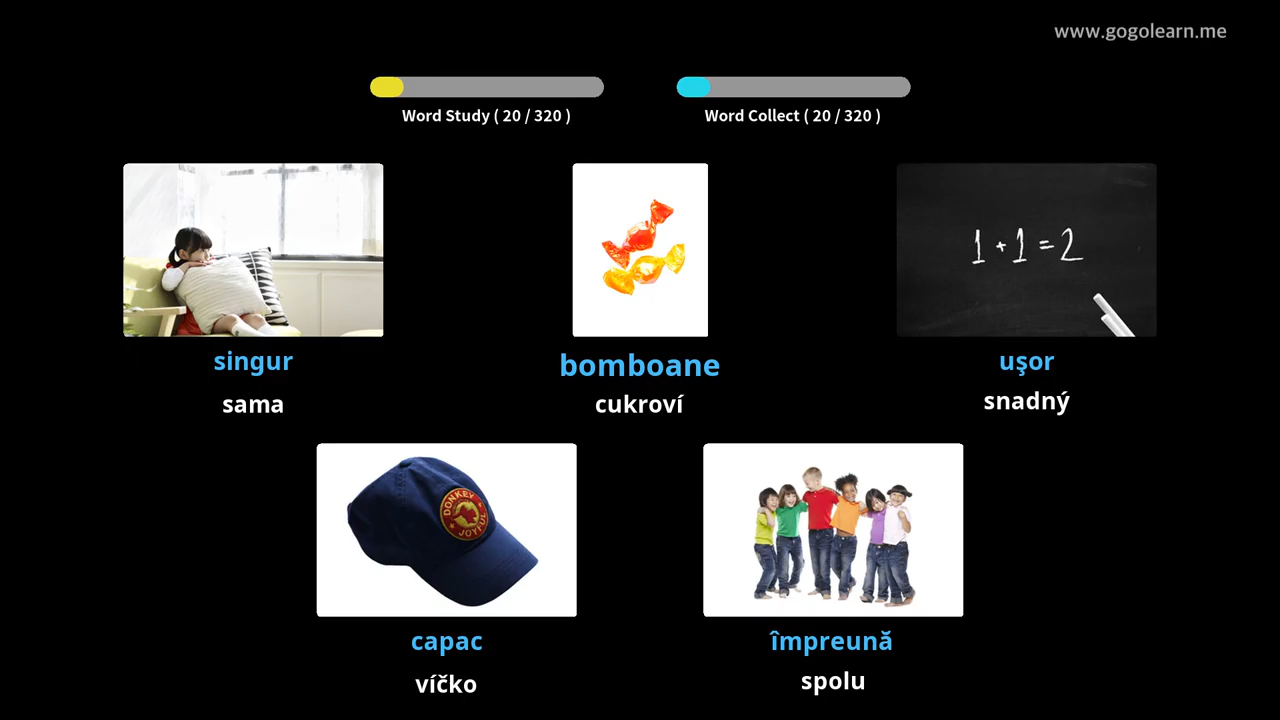 www.gogolearn.me
Word Study ( 20 / 320 )
Word Collect ( 20 / 320 )
1 + 1 = 2
singur
bomboane
uşor
sama
cukroví
snadný
DONKEY
JOYFUL
capac
împreună
víčko
spolu